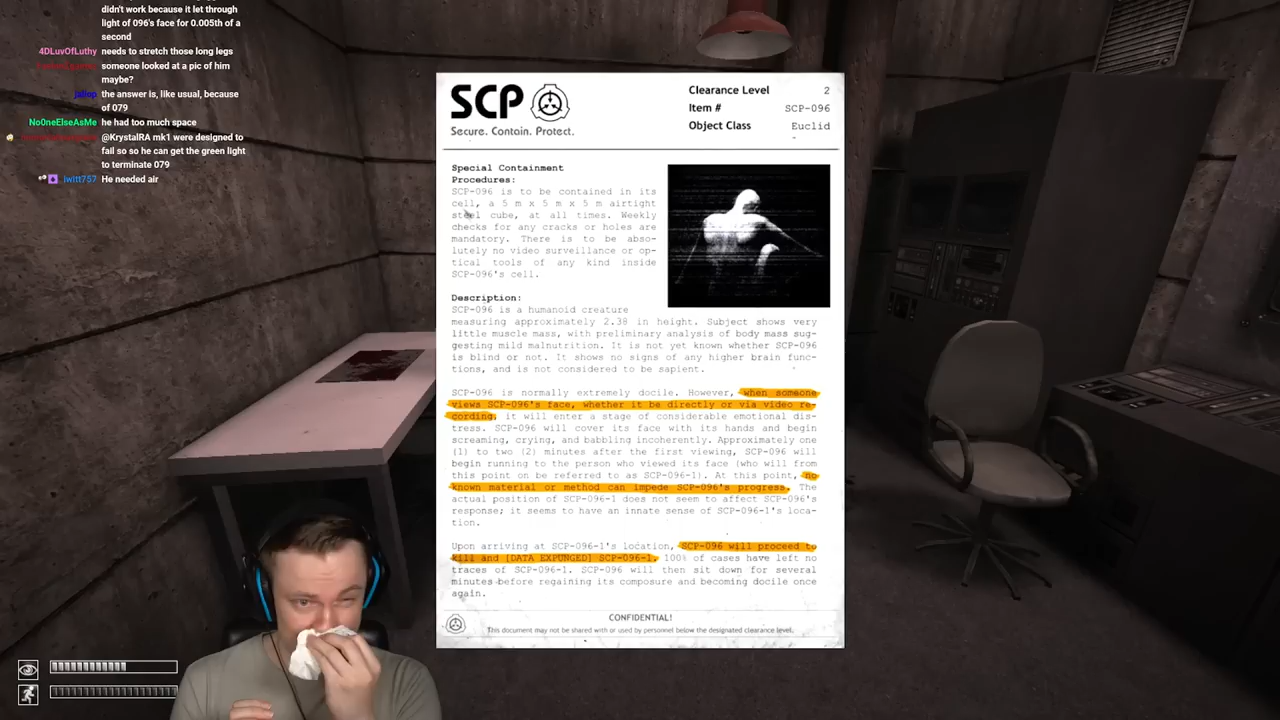 didn't work because it let through
light of 096's face for 0.005th of a
second
4DLuvOfLuthy needs to stretch those long legs
someone looked at a pic of him
maybe?
jaliop the answer is, like usual, because
of 079
No0neElseAsMe he had too much space
@KrystalRA mk1 were designed to
fail so so he can get the green light
to terminate 079
iwitt757 He needed air
SCP
Secure. Contain. Protect.
Clearance Level 2
Item # SCP-096
Object Class Euclid
Special Containment
Procedures:
SCP-096 is to be contained in its
cell, a 5 m x 5 m x 5 m airtight
steel cube, at all times. Weekly
checks for any cracks or holes are
mandatory. There is to be abso-
lutely no video surveillance or op-
tical tools of any kind inside
SCP-096's cell.
Description:
SCP-096 is a humanoid creature
measuring approximately 2.38 in height. Subject shows very
little muscle mass, with preliminary analysis of body mass sug-
gesting mild malnutrition. It is not yet known whether SCP-096
is blind or not. It shows no signs of any higher brain func-
tions, and is not considered to be sapient.
SCP-096 is normally extremely docile. However, when someone
views SCP-096's face, whether it be directly or via video re-
cording, it will enter a stage of considerable emotional dis-
tress. SCP-096 will cover its face with its hands and begin
screaming, crying, and babbling incoherently. Approximately one
(1) to two (2) minutes after the first viewing, SCP-096 will
begin running to the person who viewed its face (who will from
this point on be referred to as SCP-096-1). At this point, no
known material or method can impede SCP-096's progress. The
actual position of SCP-096-1 does not seem to affect SCP-096's
response; it seems to have an innate sense of SCP-096-1's loca-
tion.
Upon arriving at SCP-096-1's location, SCP-096 will proceed to
kill and [DATA EXPUNGED] SCP-096-1. 100% of cases have left no
traces of SCP-096-1. SCP-096 will then sit down for several
minutes before regaining its composure and becoming docile once
again.
CONFIDENTIAL!
This document may not be shared with or used by personnel below the designated clearance level.